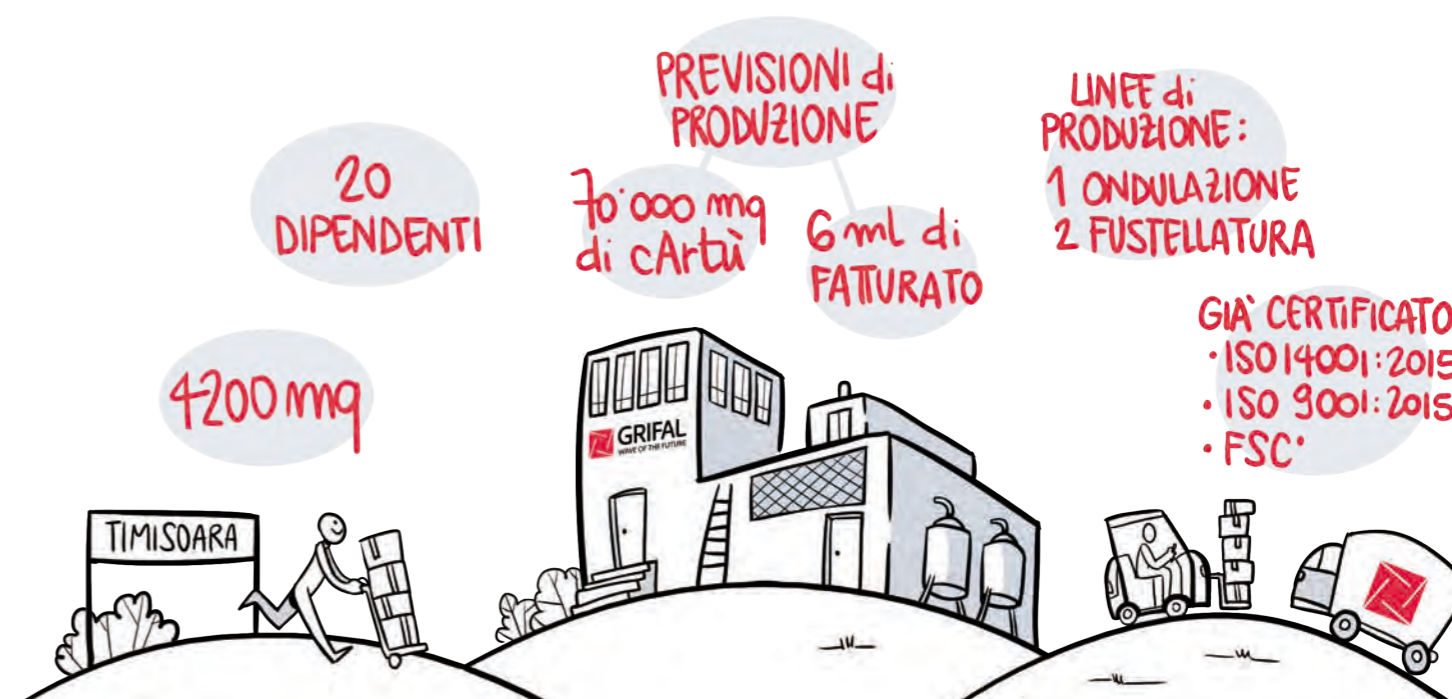 20
DIPENDENTI
4200 mq
PREVISIONI di
PRODUZIONE
70'000 mq
di cArtù
6 ml di
FATTURATO
LINEE di
PRODUZIONE:
1 ONDULAZIONE
2 FUSTELLATURA
GIÀ CERTIFICATO
• ISO 14001:2015
• ISO 9001:2015
• FSC®
TIMISOARA
GRIFAL
WAVE OF THE FUTURE